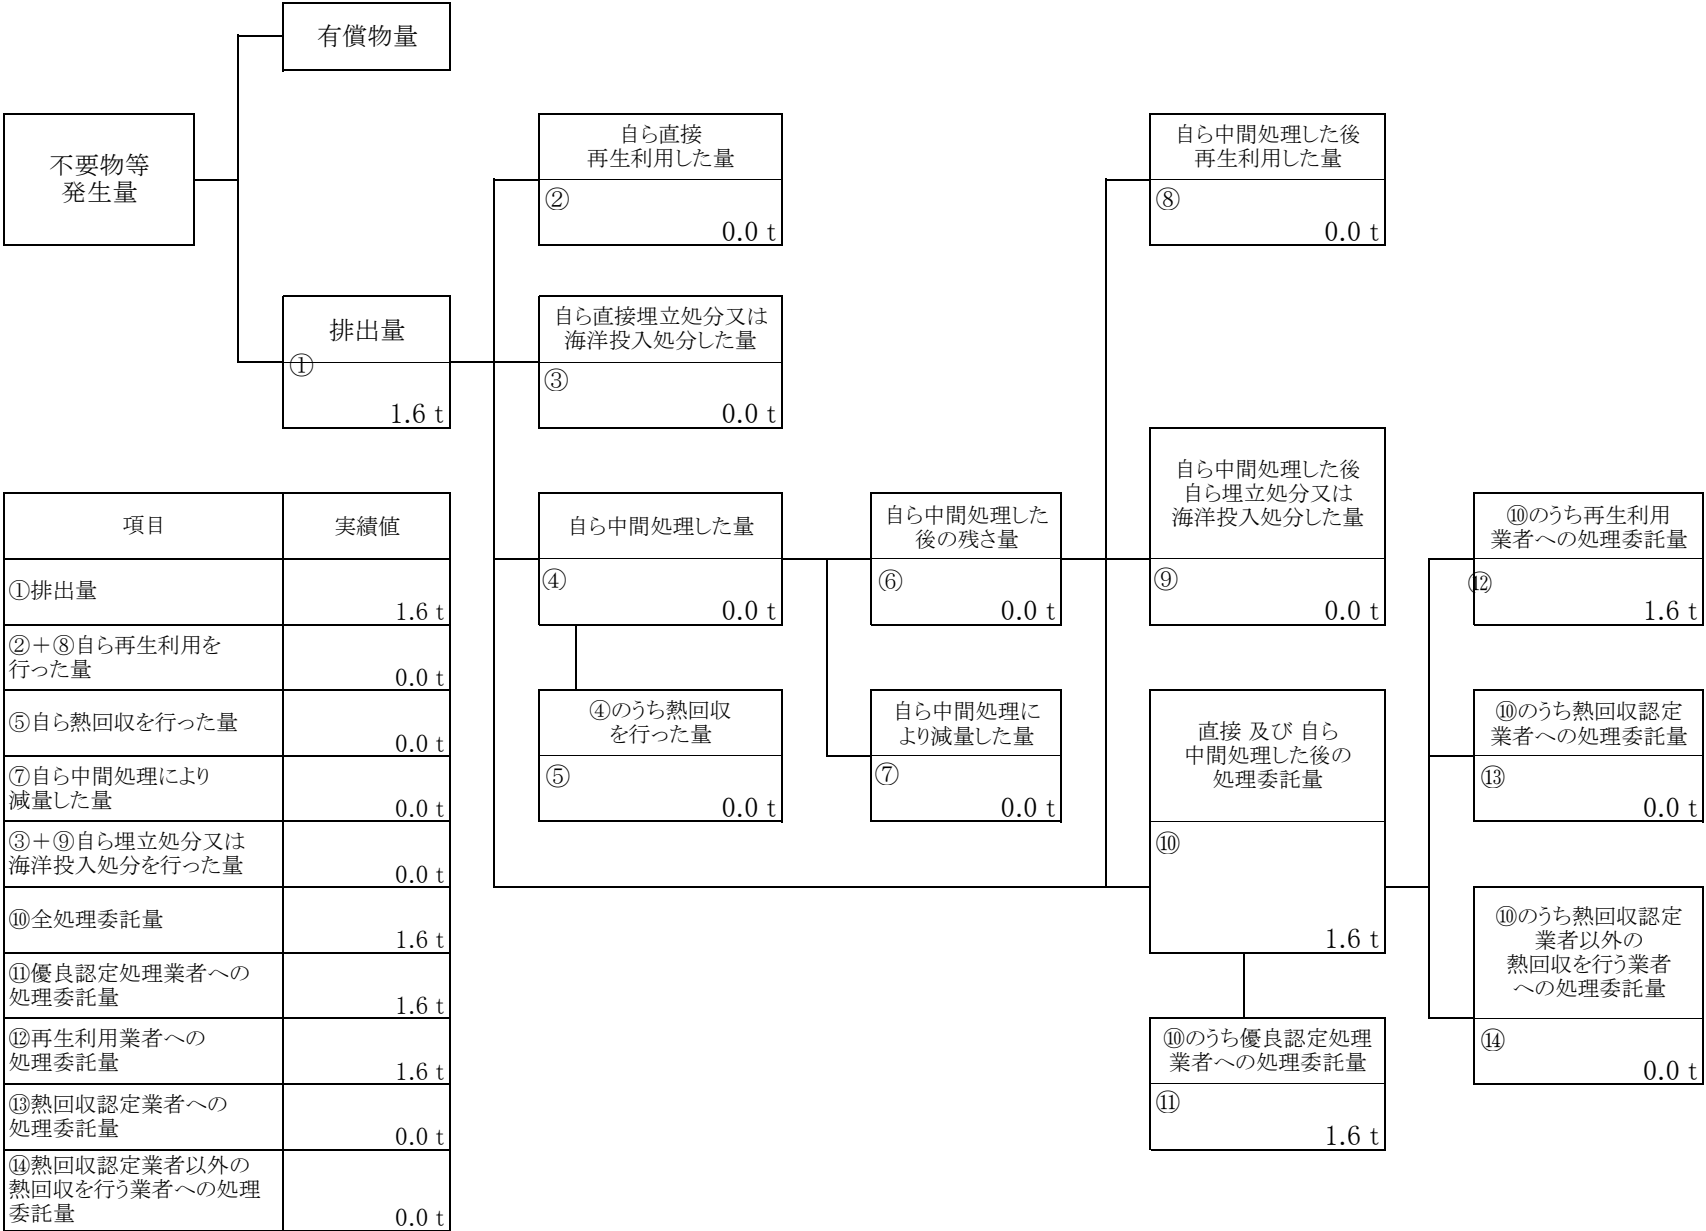 有償物量
不要物等
発生量
自ら直接
再生利用した量
②
0.0 t
自ら中間処理した後
再生利用した量
⑧
0.0 t
排出量
①
1.6 t
自ら直接埋立処分又は
海洋投入処分した量
③
0.0 t
自ら中間処理した量
④
0.0 t
自ら中間処理した
後の残さ量
⑥
0.0 t
自ら中間処理した後
自ら埋立処分又は
海洋投入処分した量
⑨
0.0 t
⑩のうち再生利用
業者への処理委託量
⑫
1.6 t
④のうち熱回収
を行った量
⑤
0.0 t
自ら中間処理に
より減量した量
⑦
0.0 t
直接 及び 自ら
中間処理した後の
処理委託量
⑩
1.6 t
⑩のうち熱回収認定
業者への処理委託量
⑬
0.0 t
⑩のうち熱回収認定
業者以外の
熱回収を行う業者
への処理委託量
⑭
0.0 t
⑩のうち優良認定処理
業者への処理委託量
⑪
1.6 t
項目 実績値
①排出量
1.6 t
②＋⑧自ら再生利用を
行った量
0.0 t
⑤自ら熱回収を行った量
0.0 t
⑦自ら中間処理により
減量した量
0.0 t
③＋⑨自ら埋立処分又は
海洋投入処分を行った量
0.0 t
⑩全処理委託量
1.6 t
⑪優良認定処理業者への
処理委託量
1.6 t
⑫再生利用業者への
処理委託量
1.6 t
⑬熱回収認定業者への
処理委託量
0.0 t
⑭熱回収認定業者以外の
熱回収を行う業者への処理
委託量
0.0 t